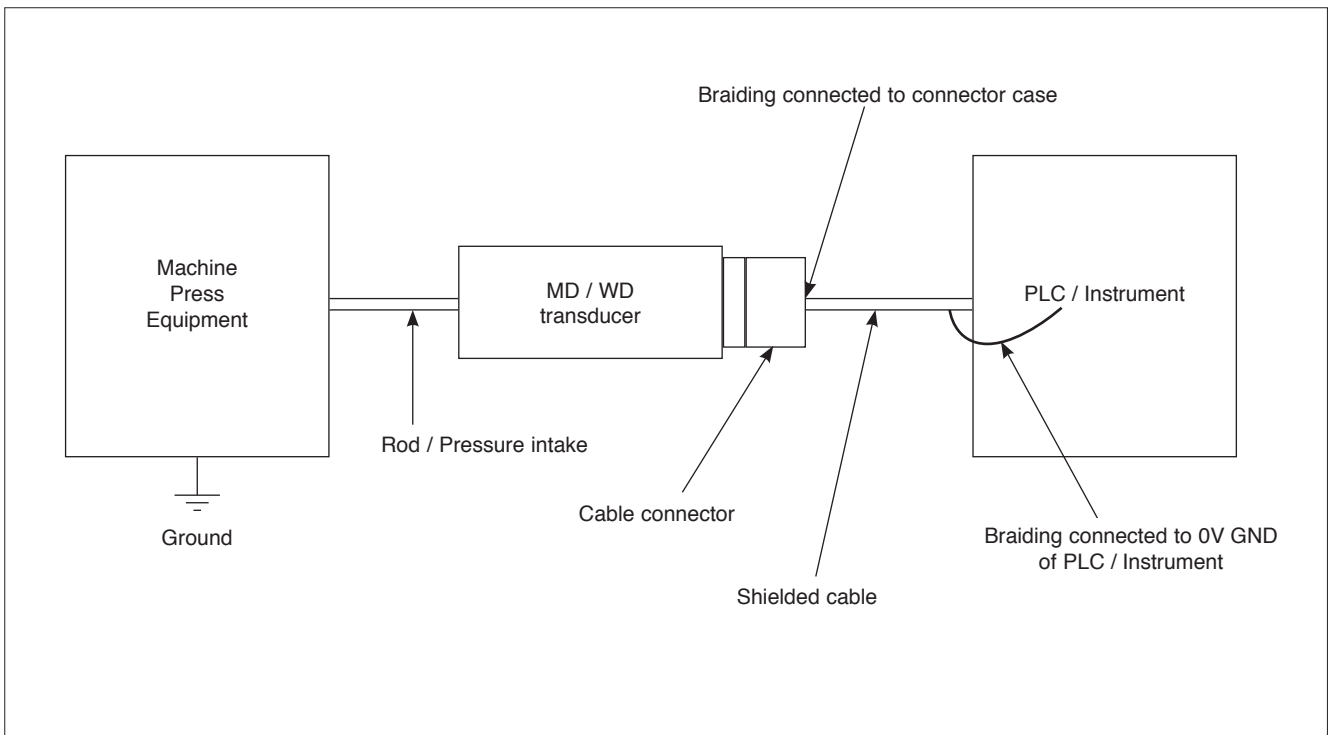 Braiding connected to connector case
Machine
Press
Equipment
MD / WD
transducer
PLC / Instrument
Rod / Pressure intake
Cable connector
Ground
Braiding connected to 0V GND
of PLC / Instrument
Shielded cable